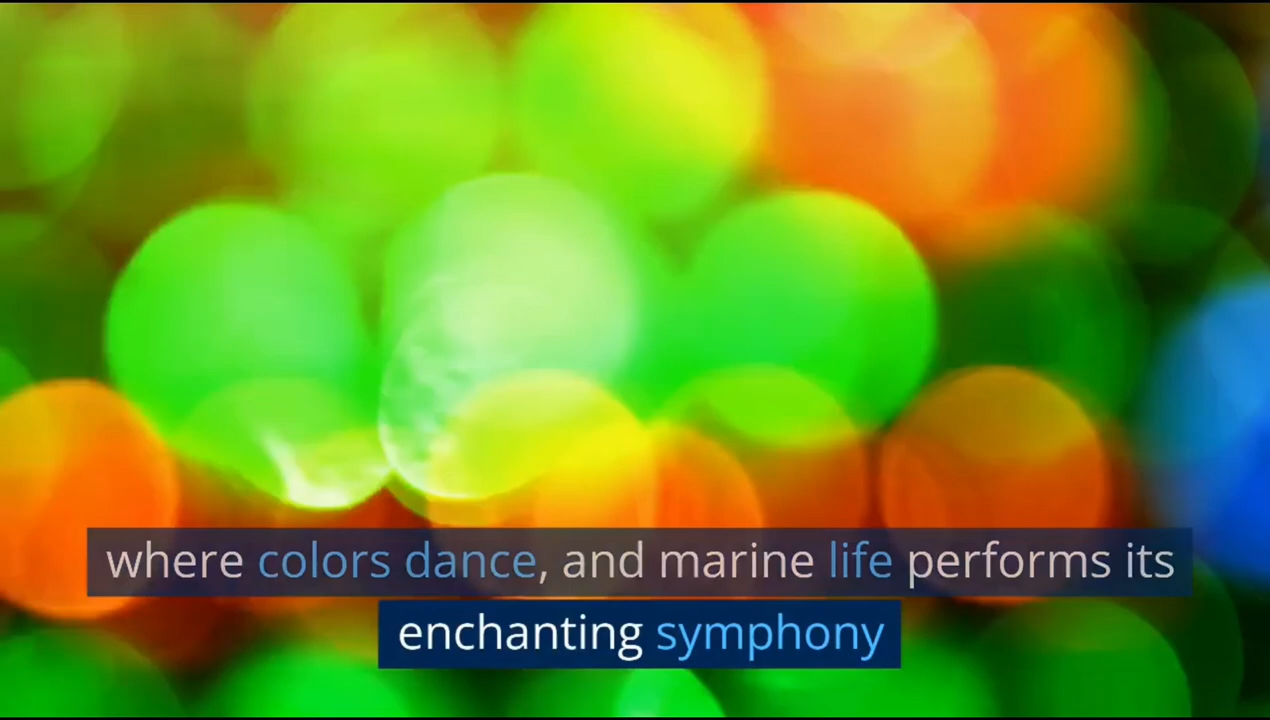 where colors dance, and marine life performs its
enchanting symphony